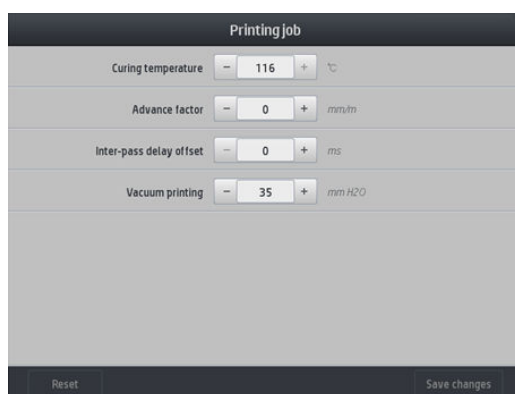 Printing job
Curing temperature − 116 + °C
Advance factor − 0 + mm/m
Inter-pass delay offset − 0 + ms
Vacuum printing − 35 + mm H2O
Reset Save changes